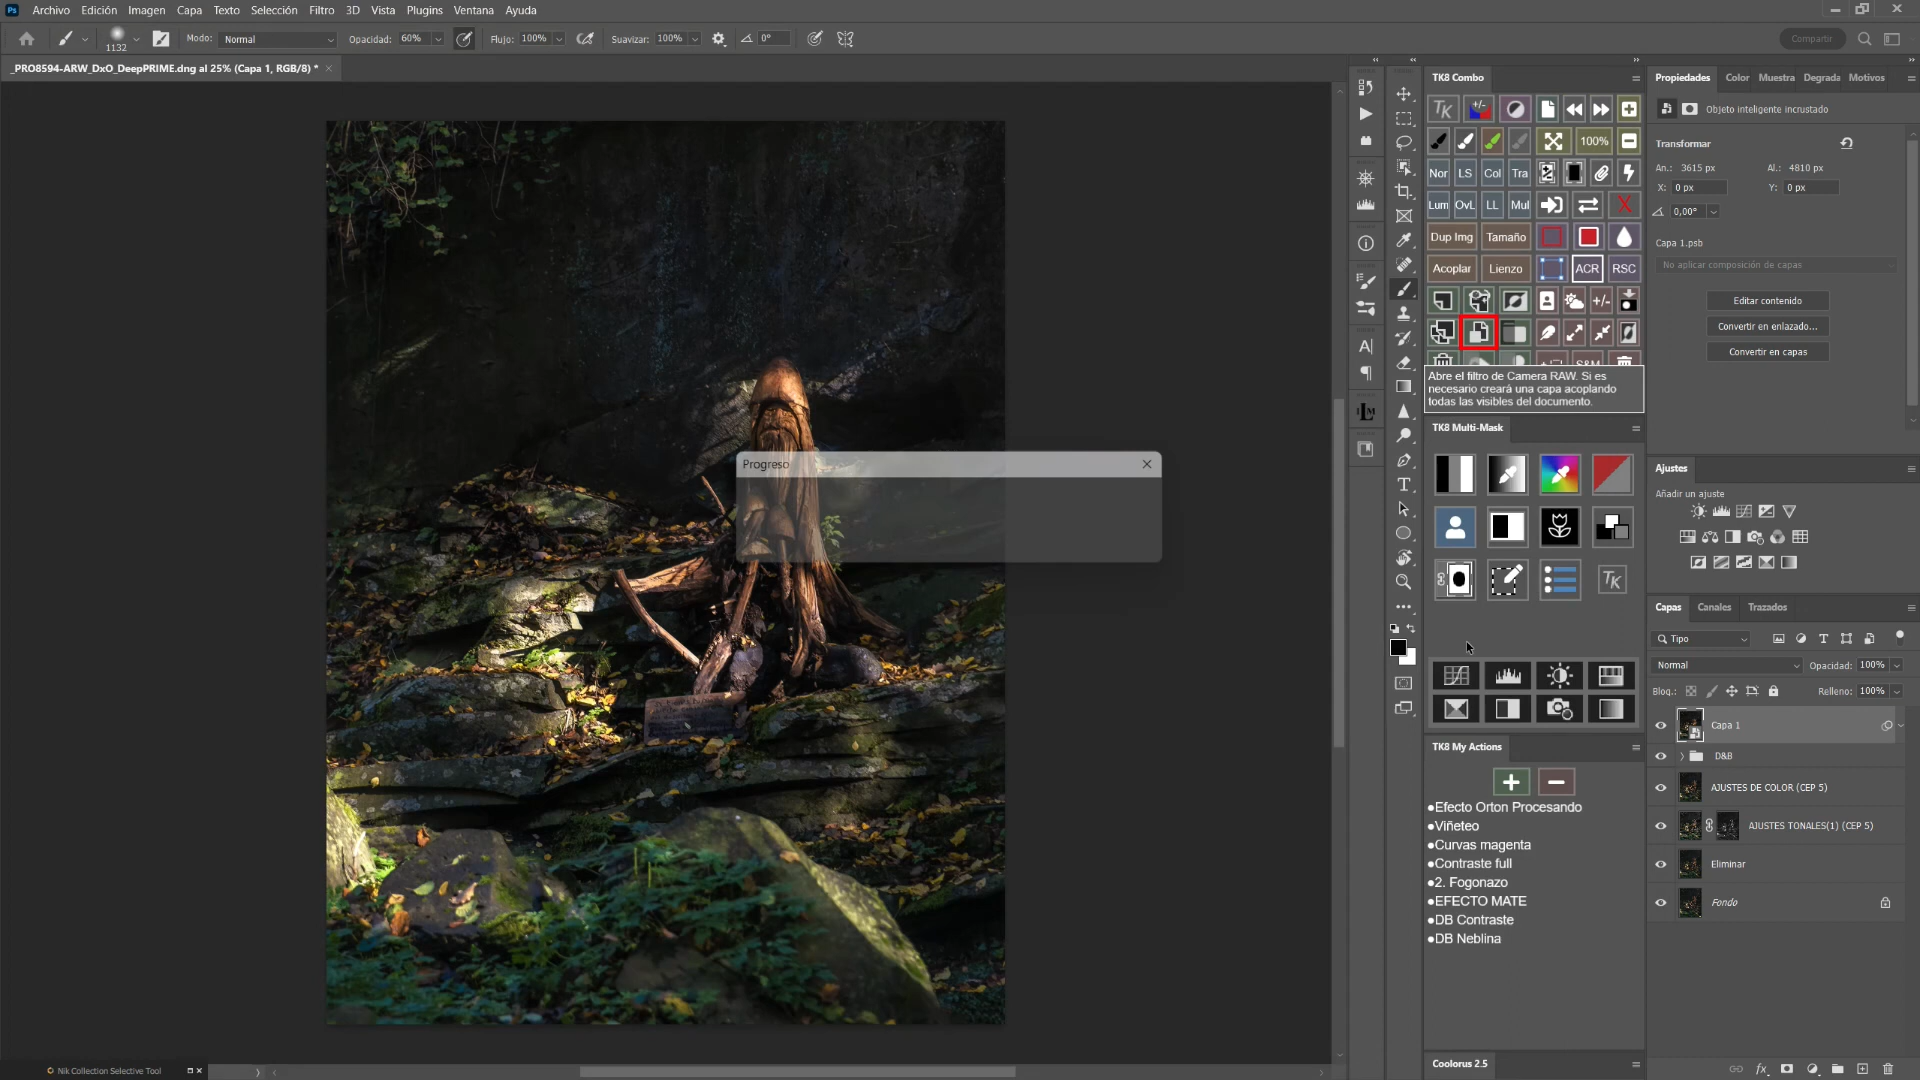 Ps Archivo Edición Imagen Capa Texto Selección Filtro 3D Vista Plugins Ventana Ayuda
1132 Modo: Normal Opacidad: 60% Flujo: 100% Suavizar: 100% 0° Compartir
_PRO8594-ARW_DxO_DeepPRIME.dng al 25% (Capa 1, RGB/8) * ×
Progreso
TK8 Combo
TK +/-
100%
Nor LS Col Tra
Lum OvL LL Mul X
Dup Img Tamaño
Acoplar Lienzo ACR RSC
+/-
Abre el filtro de Camera RAW. Si es
necesario creará una capa acoplando
todas las visibles del documento.
TK8 Multi-Mask
TK
TK8 My Actions
●Efecto Orton Procesando
●Viñeteo
●Curvas magenta
●Contraste full
●2. Fogonazo
●EFECTO MATE
●DB Contraste
●DB Neblina
Coolorus 2.5
Propiedades Color Muestra Degrada Motivos
Objeto inteligente incrustado
Transformar
An.: 3615 px Al.: 4810 px
X: 0 px Y: 0 px
0,00°
Capa 1.psb
No aplicar composición de capas
Editar contenido
Convertir en enlazado...
Convertir en capas
Ajustes
Añadir un ajuste
Capas Canales Trazados
Tipo
Normal Opacidad: 100%
Bloq.: Relleno: 100%
Capa 1
D&B
AJUSTES DE COLOR (CEP 5)
AJUSTES TONALES(1) (CEP 5)
Eliminar
Fondo
fx
Nik Collection Selective Tool